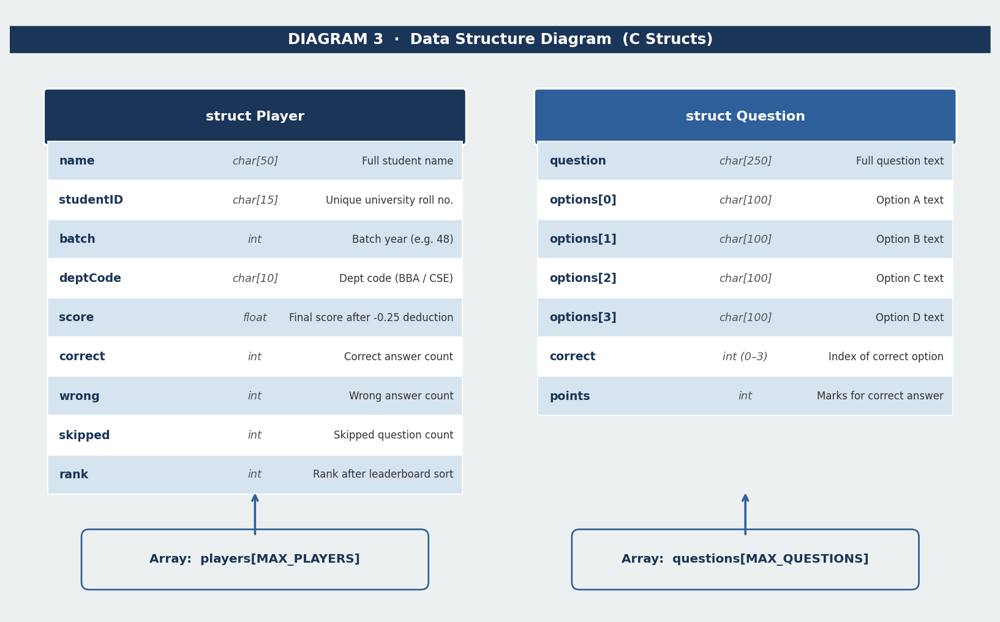 DIAGRAM 3 · Data Structure Diagram (C Structs)
struct Player
name char[50] Full student name
studentID char[15] Unique university roll no.
batch int Batch year (e.g. 48)
deptCode char[10] Dept code (BBA / CSE)
score float Final score after -0.25 deduction
correct int Correct answer count
wrong int Wrong answer count
skipped int Skipped question count
rank int Rank after leaderboard sort
Array: players[MAX_PLAYERS]
struct Question
question char[250] Full question text
options[0] char[100] Option A text
options[1] char[100] Option B text
options[2] char[100] Option C text
options[3] char[100] Option D text
correct int (0–3) Index of correct option
points int Marks for correct answer
Array: questions[MAX_QUESTIONS]